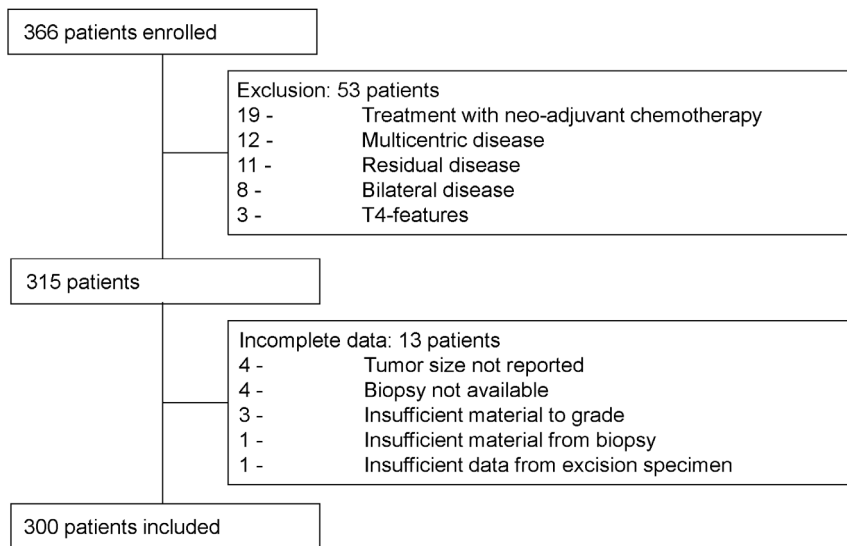 366 patients enrolled
Exclusion: 53 patients
19 - Treatment with neo-adjuvant chemotherapy
12 - Multicentric disease
11 - Residual disease
8 - Bilateral disease
3 - T4-features
315 patients
Incomplete data: 13 patients
4 - Tumor size not reported
4 - Biopsy not available
3 - Insufficient material to grade
1 - Insufficient material from biopsy
1 - Insufficient data from excision specimen
300 patients included